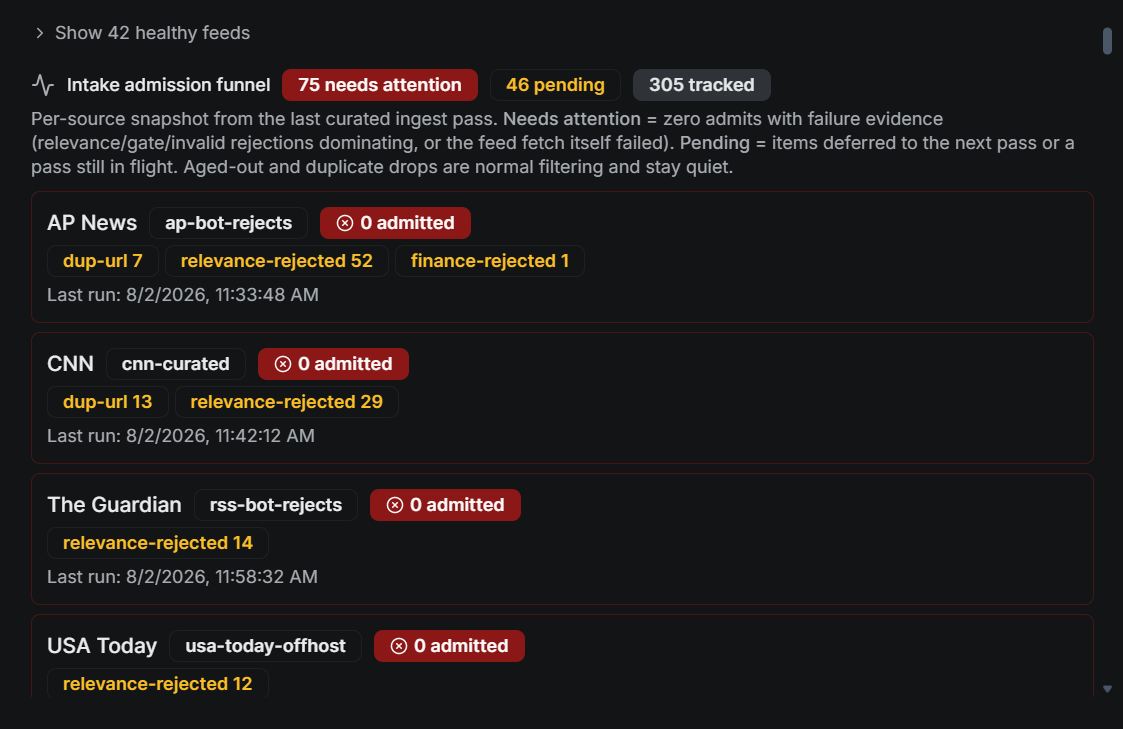 Show 42 healthy feeds
Intake admission funnel 75 needs attention 46 pending 305 tracked
Per-source snapshot from the last curated ingest pass. Needs attention = zero admits with failure evidence
(relevance/gate/invalid rejections dominating, or the feed fetch itself failed). Pending = items deferred to the next pass or a
pass still in flight. Aged-out and duplicate drops are normal filtering and stay quiet.
AP News ap-bot-rejects 0 admitted
dup-url 7 relevance-rejected 52 finance-rejected 1
Last run: 8/2/2026, 11:33:48 AM
CNN cnn-curated 0 admitted
dup-url 13 relevance-rejected 29
Last run: 8/2/2026, 11:42:12 AM
The Guardian rss-bot-rejects 0 admitted
relevance-rejected 14
Last run: 8/2/2026, 11:58:32 AM
USA Today usa-today-offhost 0 admitted
relevance-rejected 12